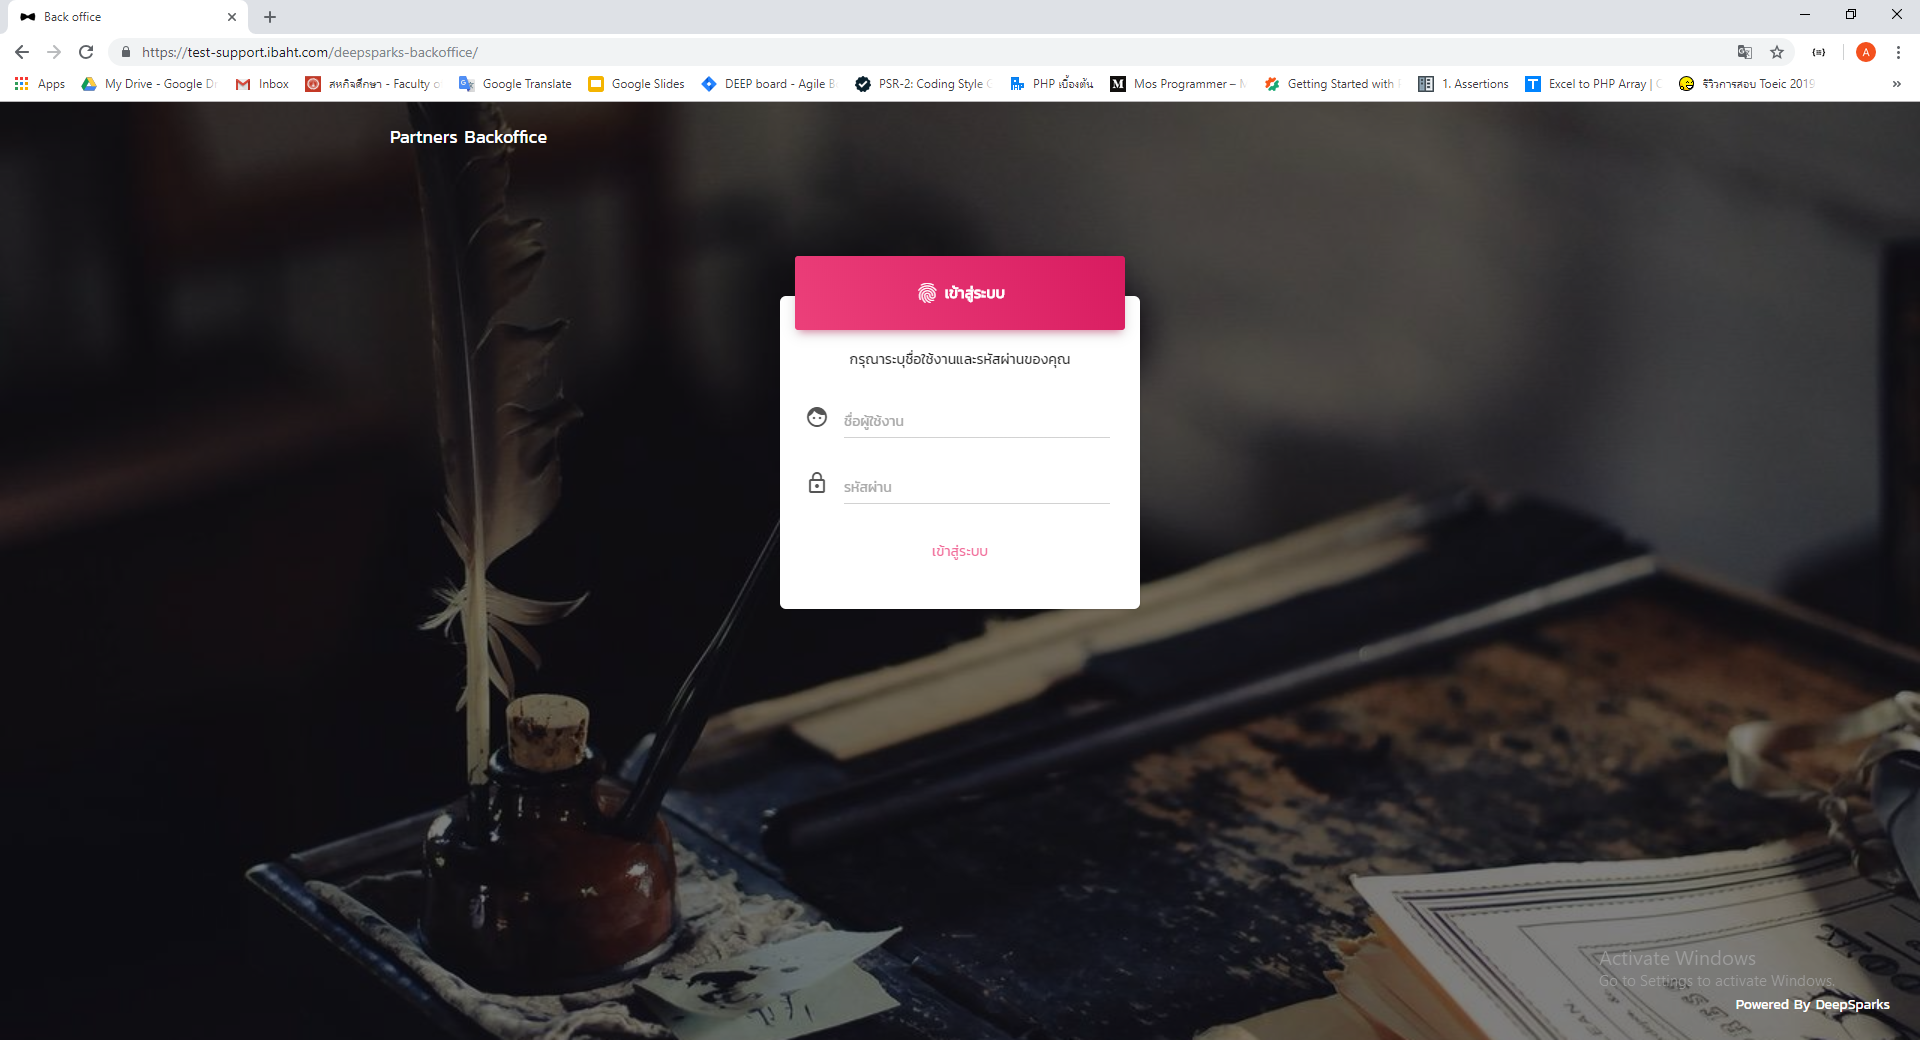 Back office
https://test-support.ibaht.com/deepsparks-backoffice/
A
Apps My Drive - Google D Inbox สหกิจศึกษา - Faculty o Google Translate Google Slides DEEP board - Agile B PSR-2: Coding Style PHP เบื้องต้น Mos Programmer – Getting Started with 1. Assertions Excel to PHP Array | รีวิวการสอบ Toeic 2019 »
Partners Backoffice
เข้าสู่ระบบ
กรุณาระบุชื่อใช้งานและรหัสผ่านของคุณ
ชื่อผู้ใช้งาน
รหัสผ่าน
เข้าสู่ระบบ
Activate Windows
Go to Settings to activate Windows.
Powered By DeepSparks